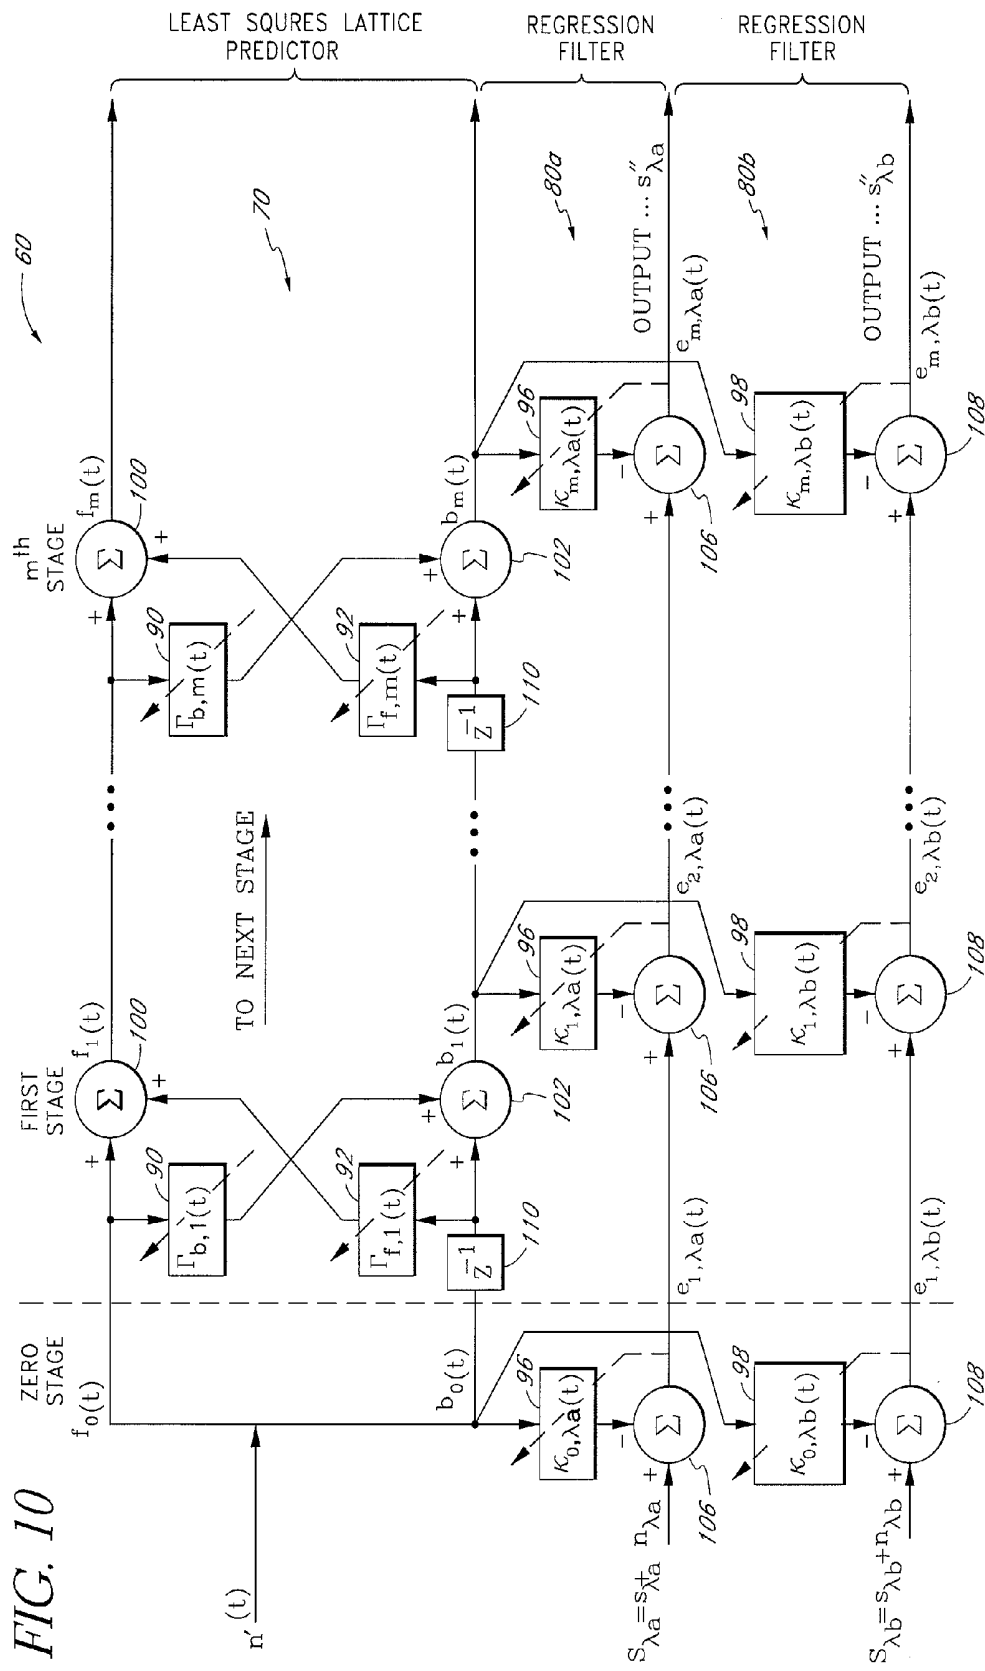 FIG. 10
60
ZERO
STAGE
FIRST
STAGE
mth
STAGE
f0(t)
f1(t)
100
fm(t)
100
LEAST SQURES LATTICE
PREDICTOR
+
Σ
+
+
Σ
+
90
Γb,1(t)
90
Γb,m(t)
n'(t)
TO NEXT STAGE
70
92
Γf,1(t)
92
Γf,m(t)
b0(t)
b1(t)
bm(t)
+
+
Σ
102
+
+
Σ
102
z-1
110
z-1
110
REGRESSION
FILTER
96
κ0,λa(t)
96
κ1,λa(t)
96
κm,λa(t)
80a
Sλa=sλa+ nλa
+
−
Σ
106
e1,λa(t)
+
−
Σ
106
e2,λa(t)
+
−
Σ
106
em,λa(t)
OUTPUT ... s"λa
REGRESSION
FILTER
98
κ0,λb(t)
98
κ1,λb(t)
98
κm,λb(t)
80b
Sλb=sλb+nλb
+
−
Σ
108
e1,λb(t)
+
−
Σ
108
e2,λb(t)
+
−
Σ
108
em,λb(t)
OUTPUT ... s"λb